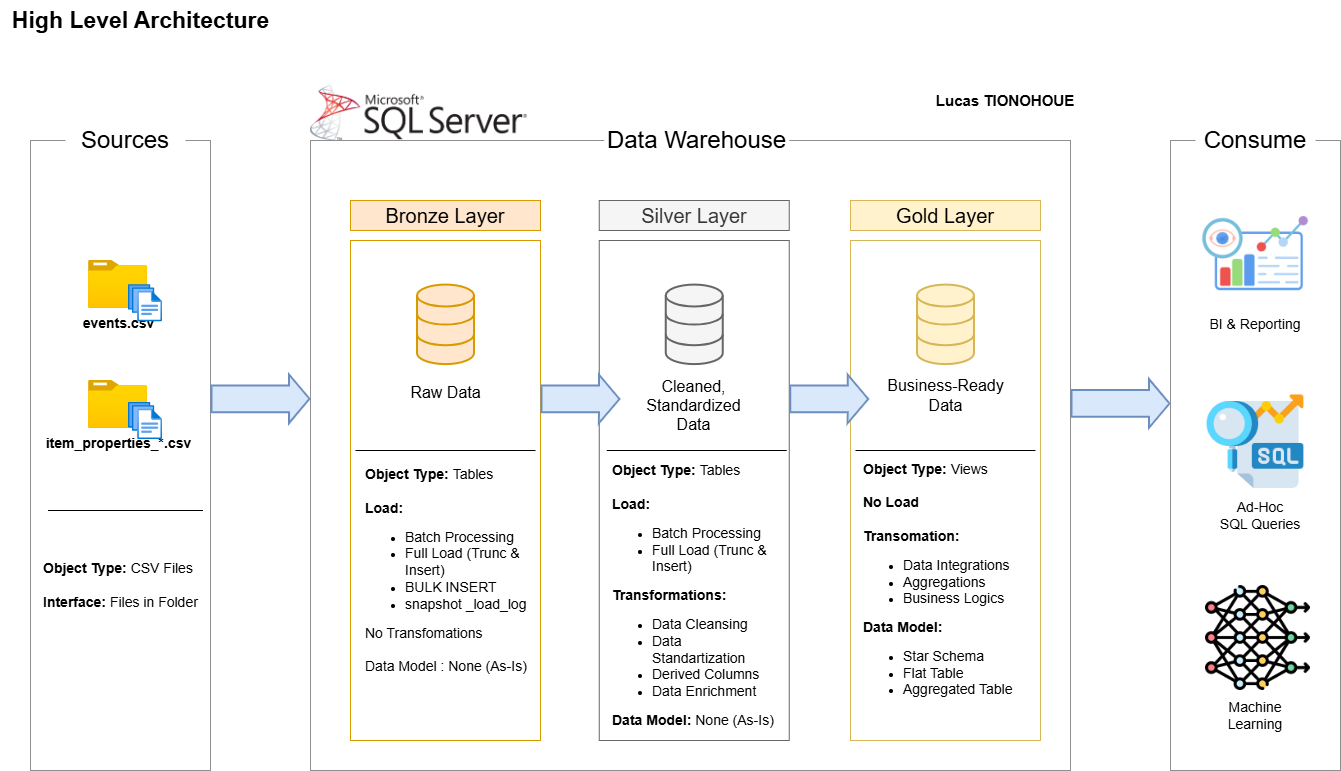 High Level Architecture
Microsoft®
SQL Server®
Lucas TIONOHOUE
Sources
events.csv
item_properties_*.csv
Object Type: CSV Files
Interface: Files in Folder
Data Warehouse
Bronze Layer
Raw Data
Object Type: Tables
Load:
• Batch Processing
• Full Load (Trunc &
Insert)
• BULK INSERT
• snapshot _load_log
No Transfomations
Data Model : None (As-Is)
Silver Layer
Cleaned,
Standardized
Data
Object Type: Tables
Load:
• Batch Processing
• Full Load (Trunc &
Insert)
Transformations:
• Data Cleansing
• Data
Standartization
• Derived Columns
• Data Enrichment
Data Model: None (As-Is)
Gold Layer
Business-Ready
Data
Object Type: Views
No Load
Transomation:
• Data Integrations
• Aggregations
• Business Logics
Data Model:
• Star Schema
• Flat Table
• Aggregated Table
Consume
BI & Reporting
SQL
Ad-Hoc
SQL Queries
Machine
Learning